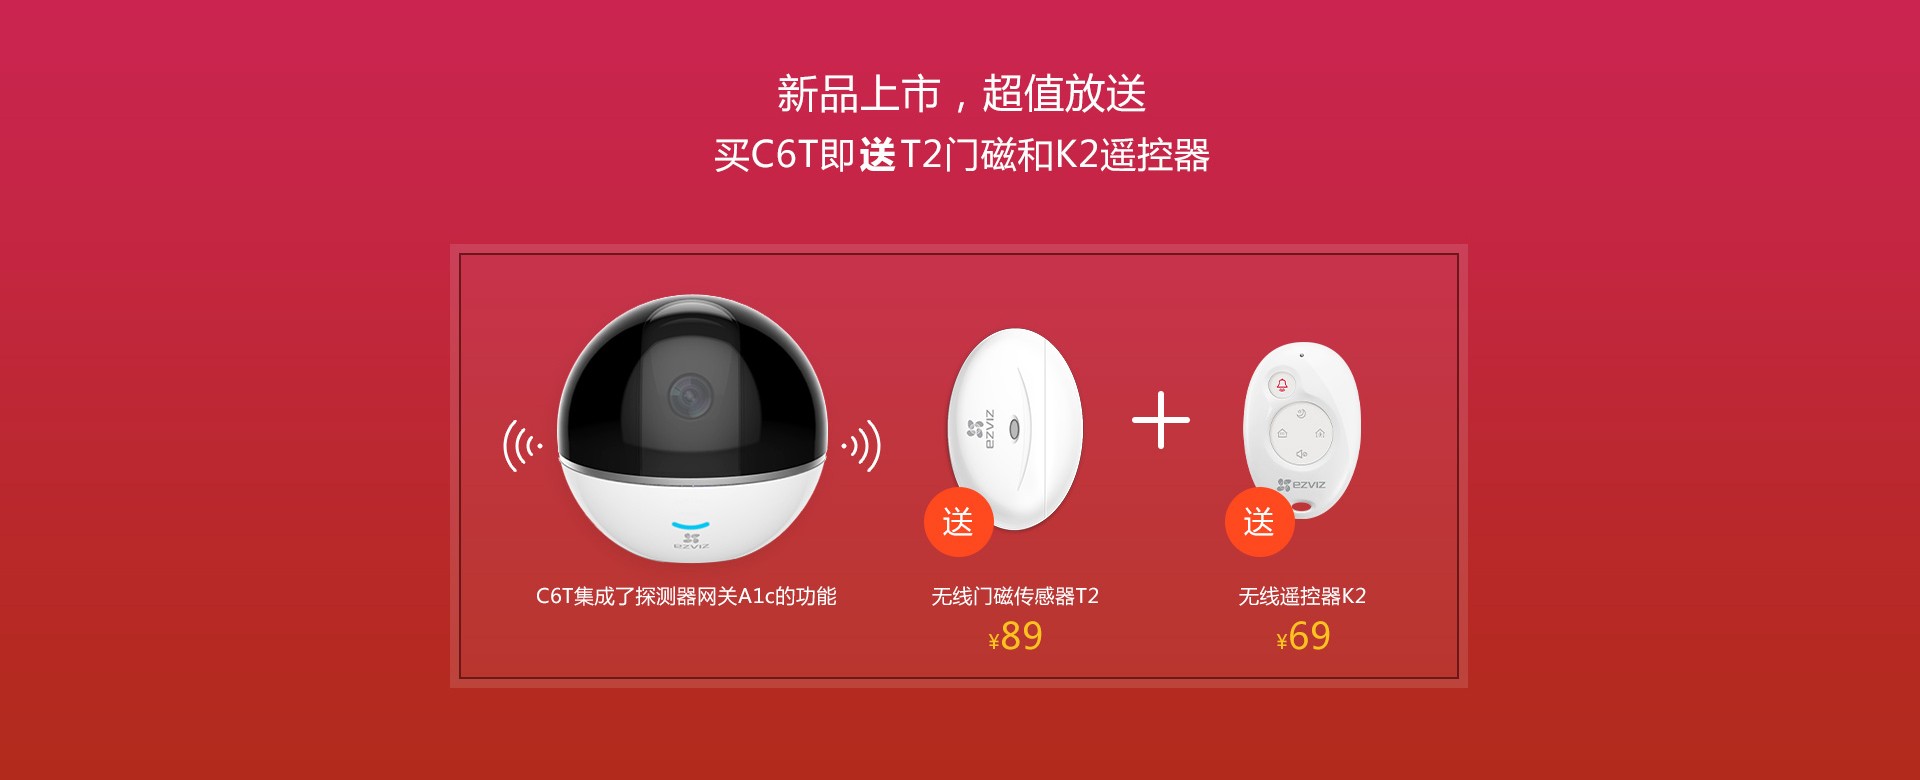 新品上市，超值放送
买C6T即送T2门磁和K2遥控器
ezviz
ezviz
ezviz
送
送
C6T集成了探测器网关A1c的功能
无线门磁传感器T2
¥89
无线遥控器K2
¥69